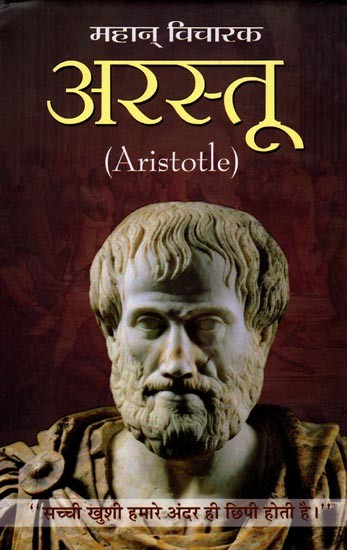 महान् विचारक
अरस्तू
(Aristotle)
‘‘सच्ची खुशी हमारे अंदर ही छिपी होती है।’’